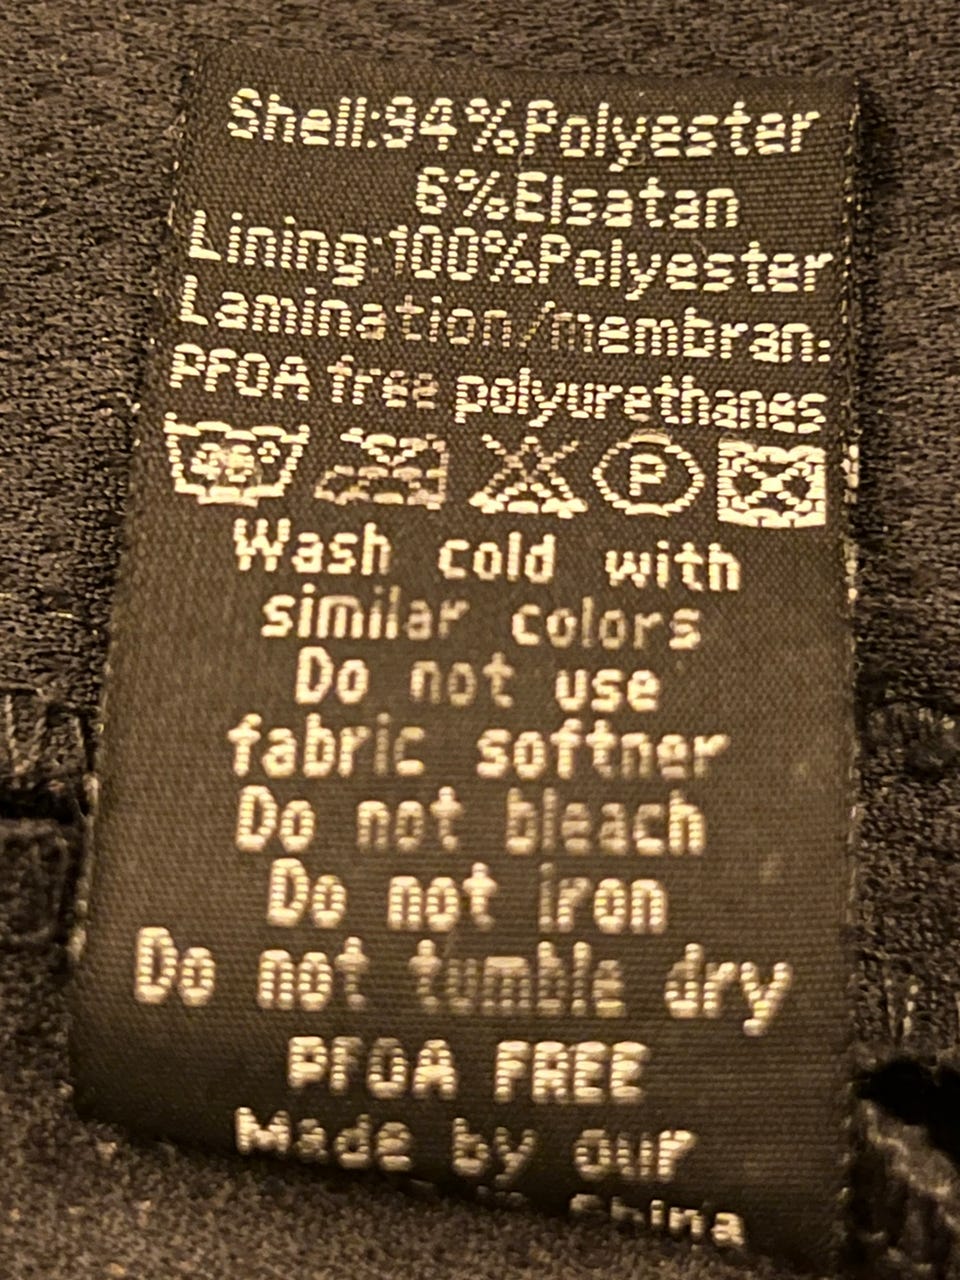 Shell:94%Polyester
6%Elsatan
Lining:100%Polyester
Lamination/membran:
PFOA free polyurethanes
P
Wash cold with
similar colors
Do not use
fabric softner
Do not bleach
Do not iron
Do not tumble dry
PFOA FREE
Made by our
China